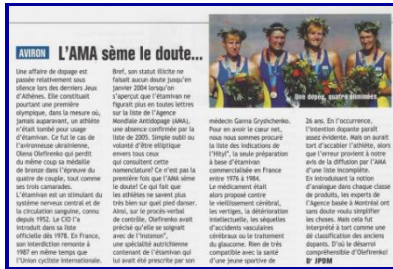 AVIRON L'AMA sème le doute...
Une affaire de dopage est
passée relativement sous
silence lors des derniers Jeux
d'Athènes. Elle constituait
pourtant une première
olympique, dans la mesure où,
jamais auparavant, un athlète
n'était tombé pour usage
d'étamivan. Ce fut le cas de
l'avironneuse ukrainienne,
Olena Olefirenko qui perdit
du même coup sa médaille
de bronze dans l'épreuve du
quatre de couple, tout comme
ses trois camarades.
L'étamivan est un stimulant du
système nerveux central et de
la circulation sanguine, connu
depuis 1952. Le CIO l'a
introduit dans sa liste
officielle dès 1978. En France,
son interdiction remonte à
1987 en même temps que
l'Union cycliste internationale.
Bref, son statut illicite ne
faisait aucun doute jusqu'en
janvier 2004 lorsqu'on
s'aperçut que l'étamivan ne
figurait plus en toutes lettres
sur la liste de l'Agence
Mondiale Antidopage (AMA),
une absence confirmée par la
liste de 2005. Simple oubli ou
volonté d'être elliptique
envers tous ceux
qui consultent cette
nomenclature? Ce n'est pas la
première fois que l'AMA sème
le doute! Ce qui fait que
les athlètes ne savent plus
très bien sur quel pied danser.
Ainsi, sur le procès-verbal
de contrôle, Olefirenko avait
précisé qu'elle se soignait
avec de l'Instenon",
une spécialité autrichienne
contenant de l'étamivan qui
lui avait été prescrite par son
Une dopée, quatre éliminées.
médecin Ganna Gryshchenko.
Pour en avoir le cœur net,
nous nous sommes procuré
la liste des indications de
l'Htyl", la seule préparation
à base d'étamivan
commercialisée en France
entre 1976 à 1984.
Le médicament était
alors proposé contre
le vieillissement cérébral,
les vertiges, la détérioration
intellectuelle, les séquelles
d'accidents vasculaires
cérébraux ou le traitement
du glaucome. Rien de très
compatible avec la santé
d'une jeune sportive de
26 ans. En l'occurrence,
l'intention dopante paraît
assez évidente. Mais on aurait
tort d'accabler l'athlète, alors
que l'erreur provient à notre
avis de la diffusion par l'AMA
d'une liste incomplète.
En introduisant la notion
d'analogue dans chaque classe
de produits, les experts de
l'Agence basée à Montréal ont
sans doute voulu simplifier
les choses. Mais cela fut
interprété à tort comme une
dé classification des anciens
dopants. D'où le désarroi
compréhensible d'Olefirenko!
Dr JPDM